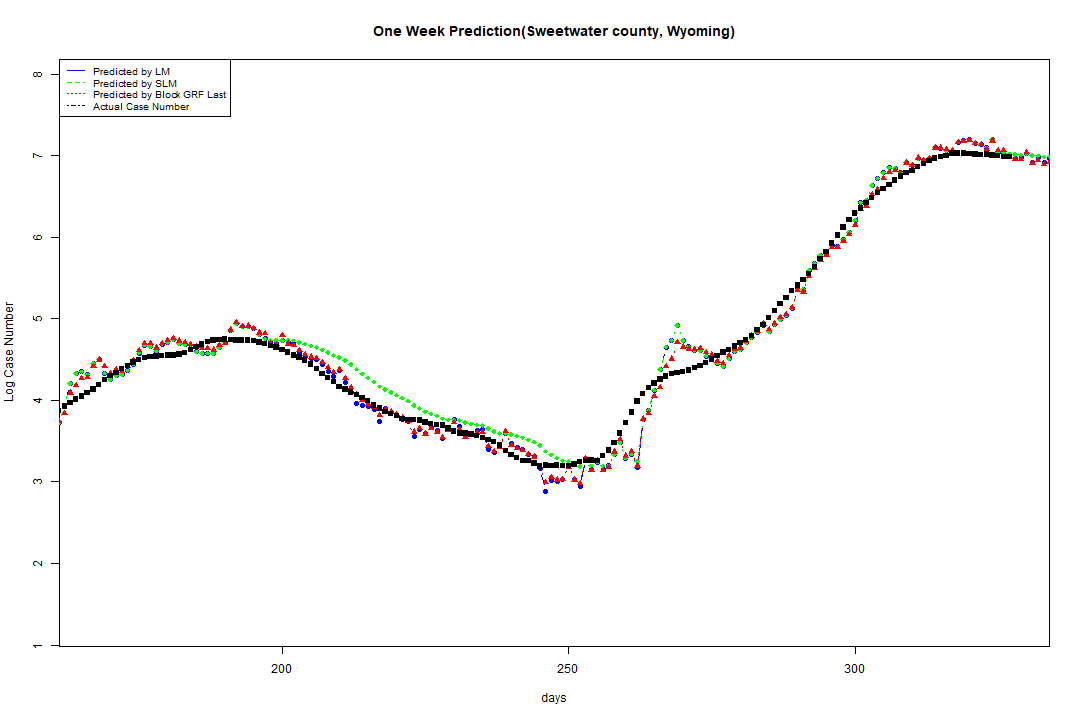 One Week Prediction(Sweetwater county, Wyoming)
Predicted by LM
Predicted by SLM
Predicted by Block GRF Last
Actual Case Number
8
7
6
5
4
3
2
1
Log Case Number
200 250 300
days